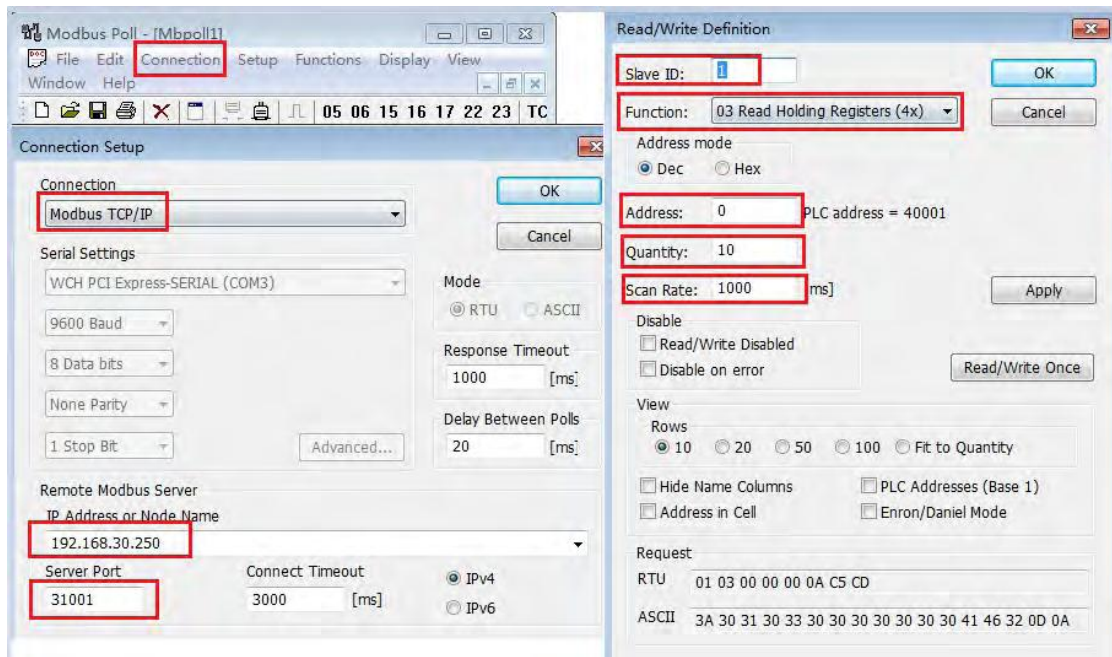 Modbus Poll - [Mbpoll1]
File Edit Connection Setup Functions Display View
Window Help
05 06 15 16 17 22 23 TC
Connection Setup
Connection
Modbus TCP/IP
OK
Cancel
Serial Settings
WCH PCI Express-SERIAL (COM3)
9600 Baud
8 Data bits
None Parity
1 Stop Bit
Advanced...
Mode
RTU ASCII
Response Timeout
1000 [ms]
Delay Between Polls
20 [ms]
Remote Modbus Server
IP Address or Node Name
192.168.30.250
Server Port
31001
Connect Timeout
3000 [ms]
IPv4
IPv6
Read/Write Definition
Slave ID: 1
OK
Function: 03 Read Holding Registers (4x)
Cancel
Address mode
Dec Hex
Address: 0 PLC address = 40001
Quantity: 10
Scan Rate: 1000 ms]
Apply
Disable
Read/Write Disabled
Disable on error
Read/Write Once
View
Rows
10 20 50 100 Fit to Quantity
Hide Name Columns PLC Addresses (Base 1)
Address in Cell Enron/Daniel Mode
Request
RTU 01 03 00 00 00 0A C5 CD
ASCII 3A 30 31 30 33 30 30 30 30 30 30 30 41 46 32 0D 0A